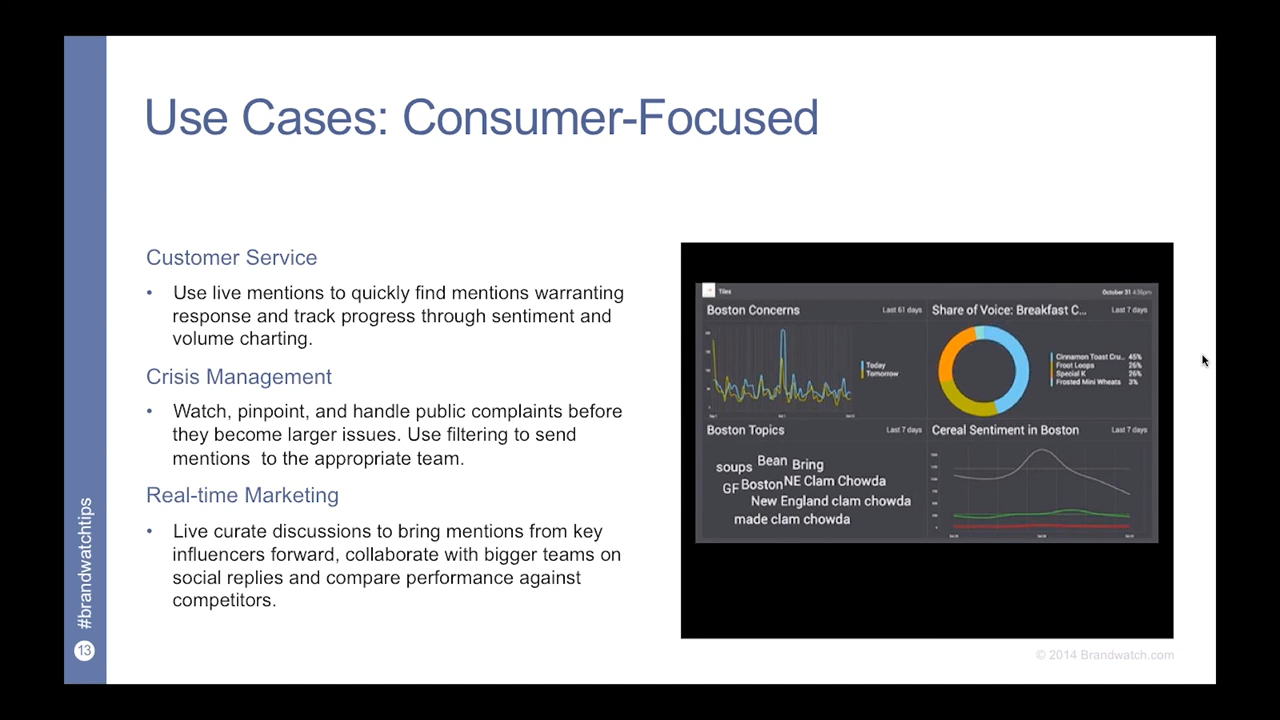 Use Cases: Consumer-Focused
Customer Service
• Use live mentions to quickly find mentions warranting
response and track progress through sentiment and
volume charting.
Crisis Management
• Watch, pinpoint, and handle public complaints before
they become larger issues. Use filtering to send
mentions to the appropriate team.
Real-time Marketing
• Live curate discussions to bring mentions from key
influencers forward, collaborate with bigger teams on
social replies and compare performance against
competitors.
#brandwatchtips
13
Tiles
October 31 4:36pm
Boston Concerns
Last 61 days
Today
Tomorrow
Share of Voice: Breakfast C...
Last 7 days
Cinnamon Toast Cru... 45%
Froot Loops 26%
Special K 26%
Frosted Mini Wheats 3%
Boston Topics
Last 7 days
soups
Bean
Bring
GF
Boston
NE Clam Chowda
New England clam chowda
made clam chowda
Cereal Sentiment in Boston
Last 7 days
© 2014 Brandwatch.com